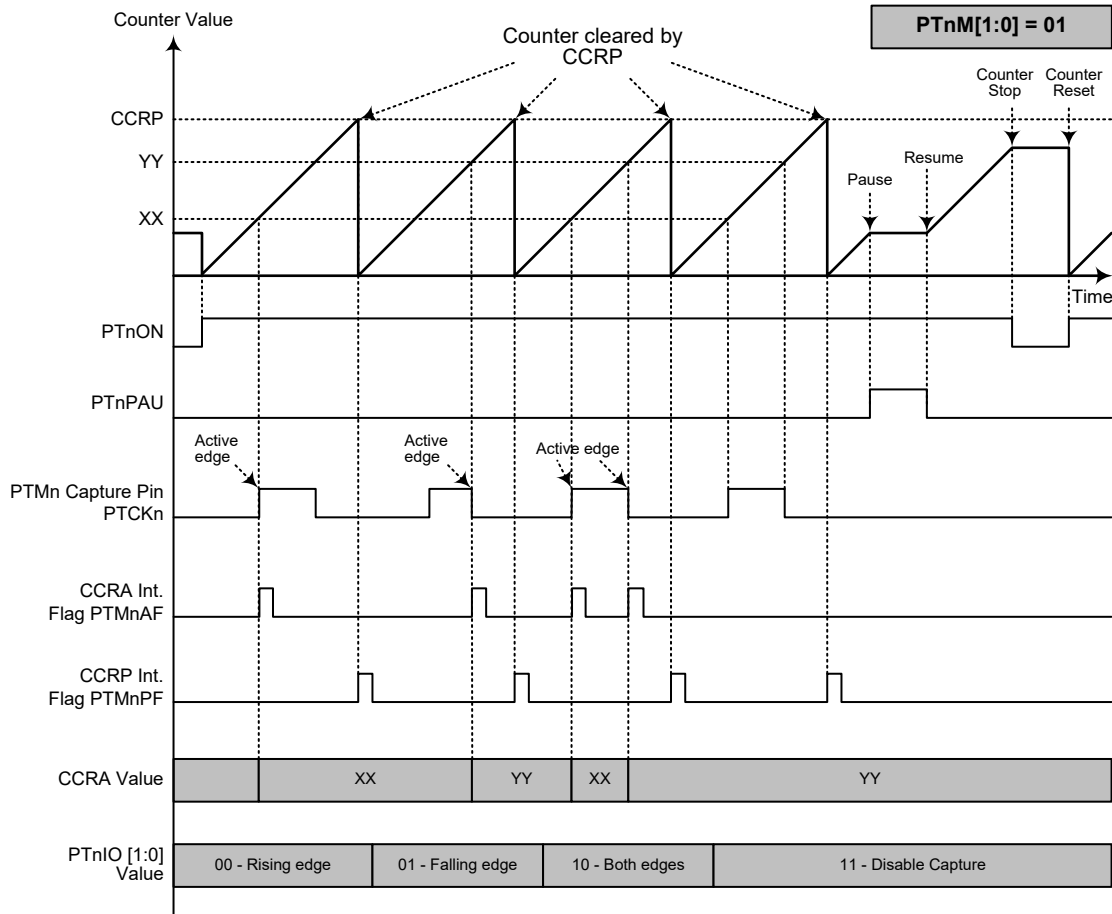 Counter Value
PTnM[1:0] = 01
Counter cleared by
CCRP
Counter
Stop
Counter
Reset
CCRP
YY
XX
Pause
Resume
Time
PTnON
PTnPAU
Active
edge
Active
edge
Active edge
PTMn Capture Pin
PTCKn
CCRA Int.
Flag PTMnAF
CCRP Int.
Flag PTMnPF
CCRA Value
XX
YY
XX
YY
PTnIO [1:0]
Value
00 - Rising edge
01 - Falling edge
10 - Both edges
11 - Disable Capture